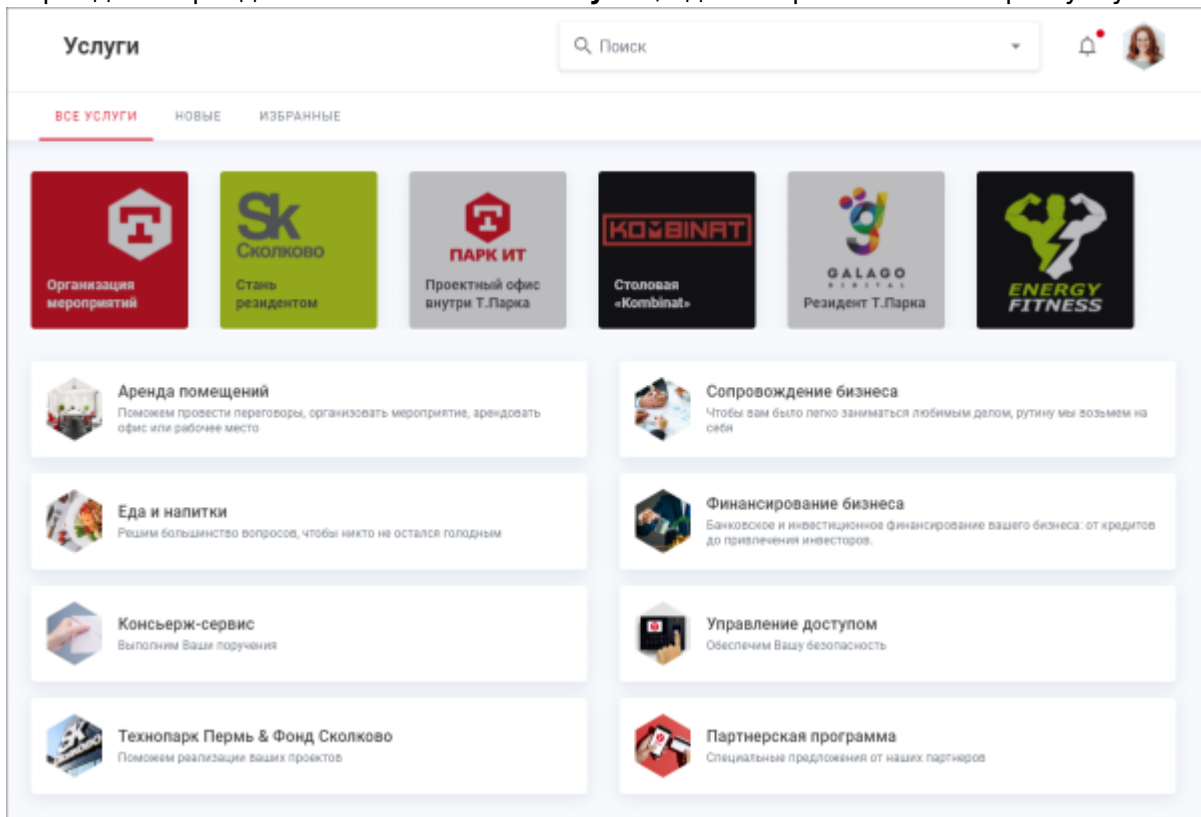 Услуги
Поиск
ВСЕ УСЛУГИ НОВЫЕ ИЗБРАННЫЕ
Организация
мероприятий
Sk
Сколково
Стань
резидентом
ПАРК ИТ
Проектный офис
внутри Т.Парка
KOMBINAT
Столовая
«Kombinat»
GALAGO
DIGITAL
Резидент Т.Парка
ENERGY
FITNESS
Аренда помещений
Поможем провести переговоры, организовать мероприятие, арендовать
офис или рабочее место
Сопровождение бизнеса
Чтобы вам было легко заниматься любимым делом, рутину мы возьмем на
себя
Еда и напитки
Решим большинство вопросов, чтобы никто не остался голодным
Финансирование бизнеса
Банковское и инвестиционное финансирование вашего бизнеса: от кредитов
до привлечения инвесторов.
Консьерж-сервис
Выполним Ваши поручения
Управление доступом
Обеспечим Вашу безопасность
Технопарк Пермь & Фонд Сколково
Поможем реализации ваших проектов
Партнерская программа
Специальные предложения от наших партнеров